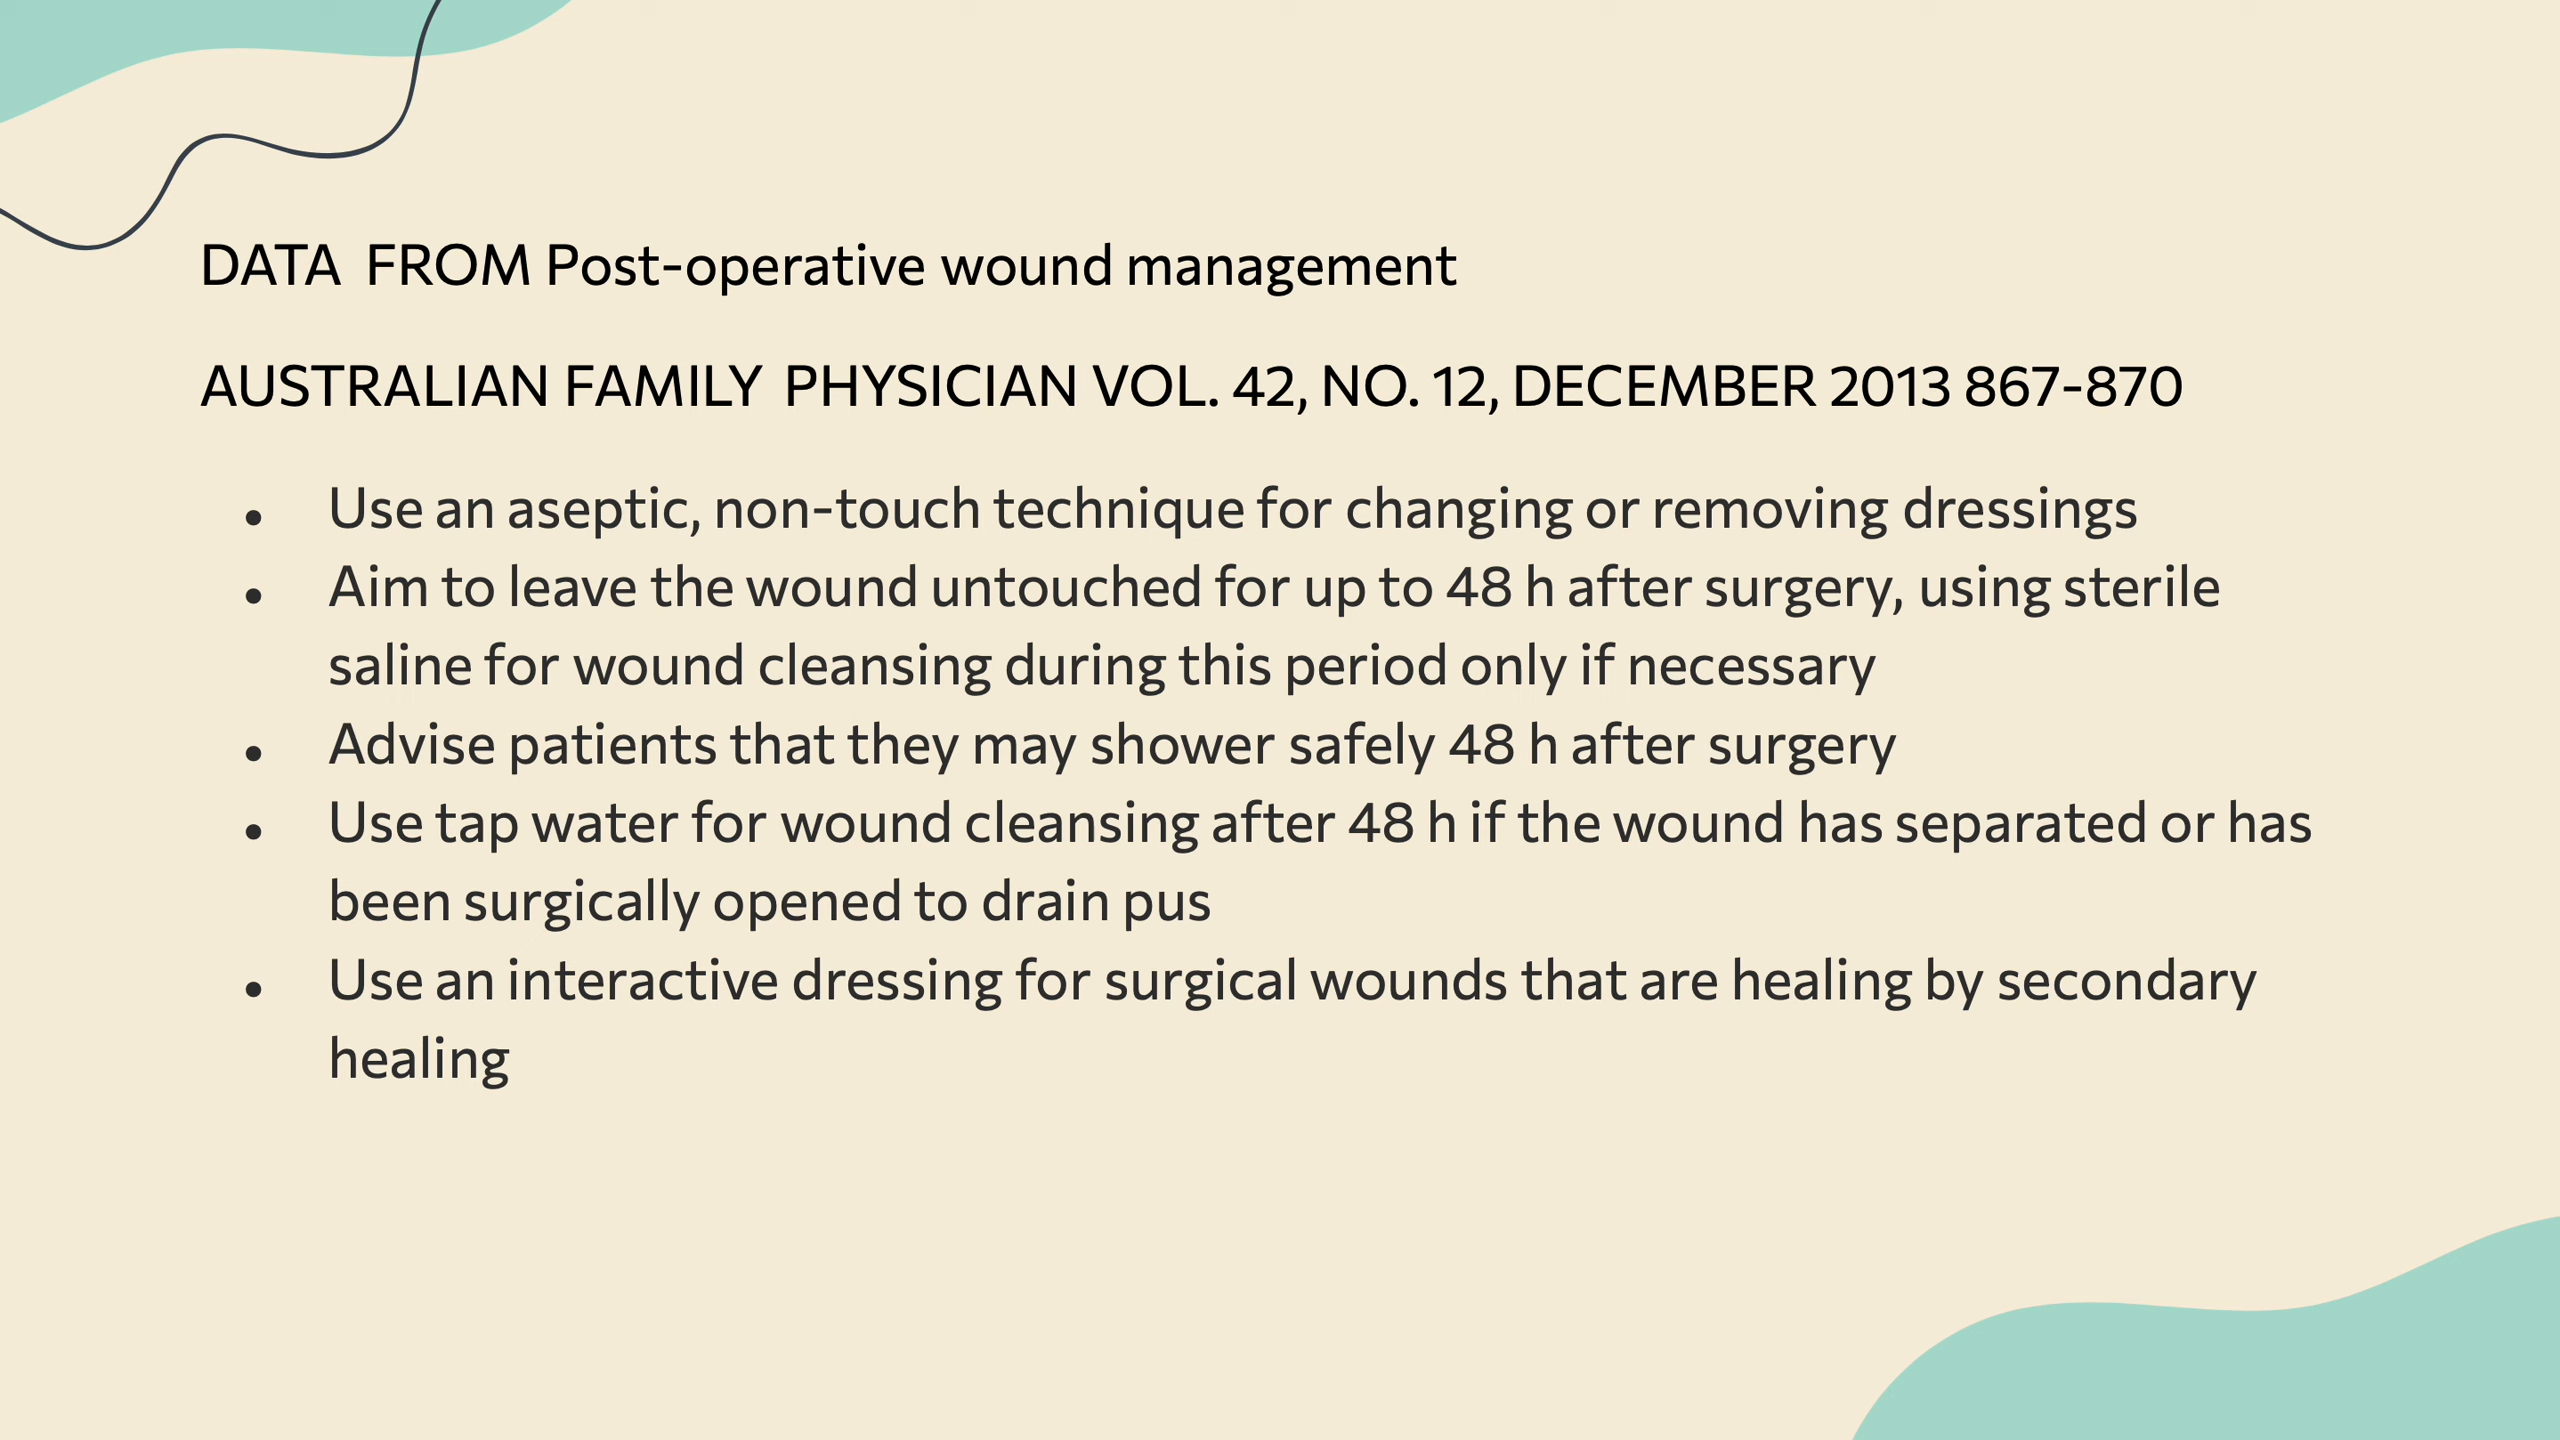 DATA FROM Post-operative wound management
AUSTRALIAN FAMILY PHYSICIAN VOL. 42, NO. 12, DECEMBER 2013 867-870
• Use an aseptic, non-touch technique for changing or removing dressings
• Aim to leave the wound untouched for up to 48 h after surgery, using sterile
saline for wound cleansing during this period only if necessary
• Advise patients that they may shower safely 48 h after surgery
• Use tap water for wound cleansing after 48 h if the wound has separated or has
been surgically opened to drain pus
• Use an interactive dressing for surgical wounds that are healing by secondary
healing